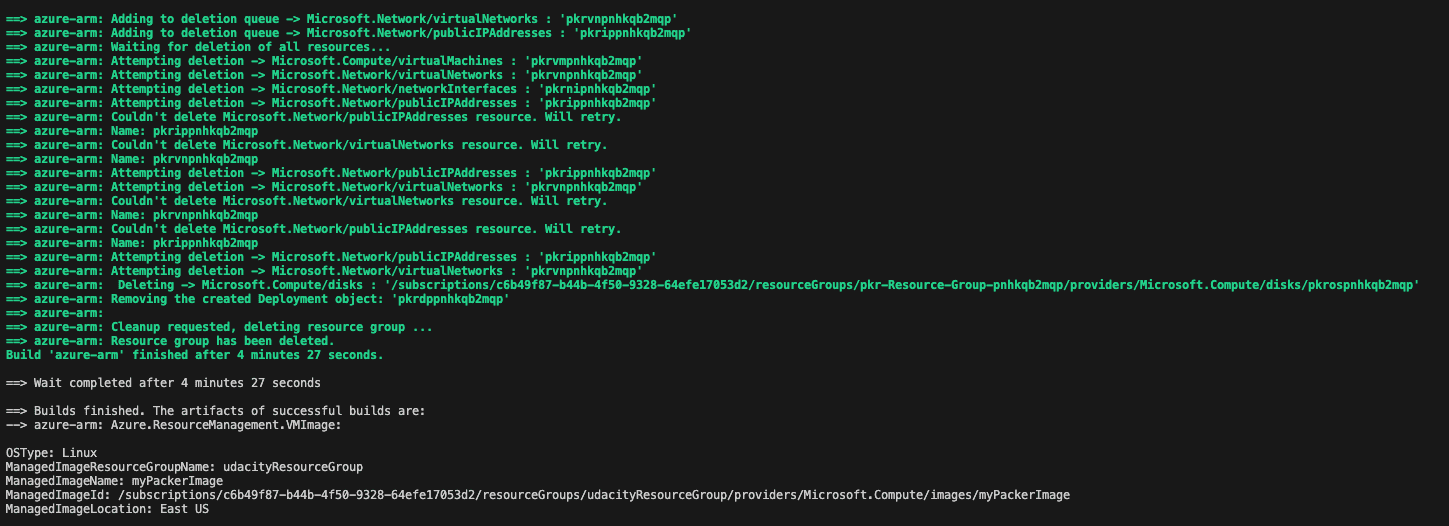 ==> azure-arm: Adding to deletion queue -> Microsoft.Network/virtualNetworks : 'pkrvnpnhkqb2mqp'
==> azure-arm: Adding to deletion queue -> Microsoft.Network/publicIPAddresses : 'pkrippnhkqb2mqp'
==> azure-arm: Waiting for deletion of all resources...
==> azure-arm: Attempting deletion -> Microsoft.Compute/virtualMachines : 'pkrvmpnhkqb2mqp'
==> azure-arm: Attempting deletion -> Microsoft.Network/virtualNetworks : 'pkrvnpnhkqb2mqp'
==> azure-arm: Attempting deletion -> Microsoft.Network/networkInterfaces : 'pkrnipnhkqb2mqp'
==> azure-arm: Attempting deletion -> Microsoft.Network/publicIPAddresses : 'pkrippnhkqb2mqp'
==> azure-arm: Couldn't delete Microsoft.Network/publicIPAddresses resource. Will retry.
==> azure-arm: Name: pkrippnhkqb2mqp
==> azure-arm: Couldn't delete Microsoft.Network/virtualNetworks resource. Will retry.
==> azure-arm: Name: pkrvnpnhkqb2mqp
==> azure-arm: Attempting deletion -> Microsoft.Network/publicIPAddresses : 'pkrippnhkqb2mqp'
==> azure-arm: Attempting deletion -> Microsoft.Network/virtualNetworks : 'pkrvnpnhkqb2mqp'
==> azure-arm: Couldn't delete Microsoft.Network/virtualNetworks resource. Will retry.
==> azure-arm: Name: pkrvnpnhkqb2mqp
==> azure-arm: Couldn't delete Microsoft.Network/publicIPAddresses resource. Will retry.
==> azure-arm: Name: pkrippnhkqb2mqp
==> azure-arm: Attempting deletion -> Microsoft.Network/publicIPAddresses : 'pkrippnhkqb2mqp'
==> azure-arm: Attempting deletion -> Microsoft.Network/virtualNetworks : 'pkrvnpnhkqb2mqp'
==> azure-arm:  Deleting -> Microsoft.Compute/disks : '/subscriptions/c6b49f87-b44b-4f50-9328-64efe17053d2/resourceGroups/pkr-Resource-Group-pnhkqb2mqp/providers/Microsoft.Compute/disks/pkrospnhkqb2mqp'
==> azure-arm: Removing the created Deployment object: 'pkrdppnhkqb2mqp'
==> azure-arm:
==> azure-arm: Cleanup requested, deleting resource group ...
==> azure-arm: Resource group has been deleted.
Build 'azure-arm' finished after 4 minutes 27 seconds.

==> Wait completed after 4 minutes 27 seconds

==> Builds finished. The artifacts of successful builds are:
--> azure-arm: Azure.ResourceManagement.VMImage:

OSType: Linux
ManagedImageResourceGroupName: udacityResourceGroup
ManagedImageName: myPackerImage
ManagedImageId: /subscriptions/c6b49f87-b44b-4f50-9328-64efe17053d2/resourceGroups/udacityResourceGroup/providers/Microsoft.Compute/images/myPackerImage
ManagedImageLocation: East US